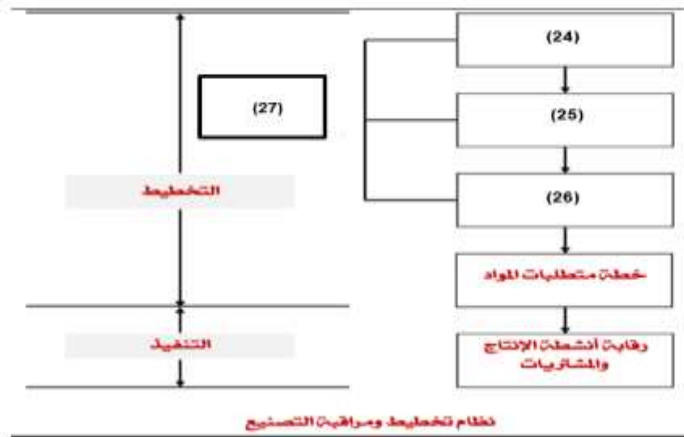 (24)
(27)
(25)
التخطيط
(26)
خطة متطلبات المواد
التنفيذ
رقابة أنشطة الإنتاج
والمشتريات
نظام تخطيط ومراقبة التصنيع